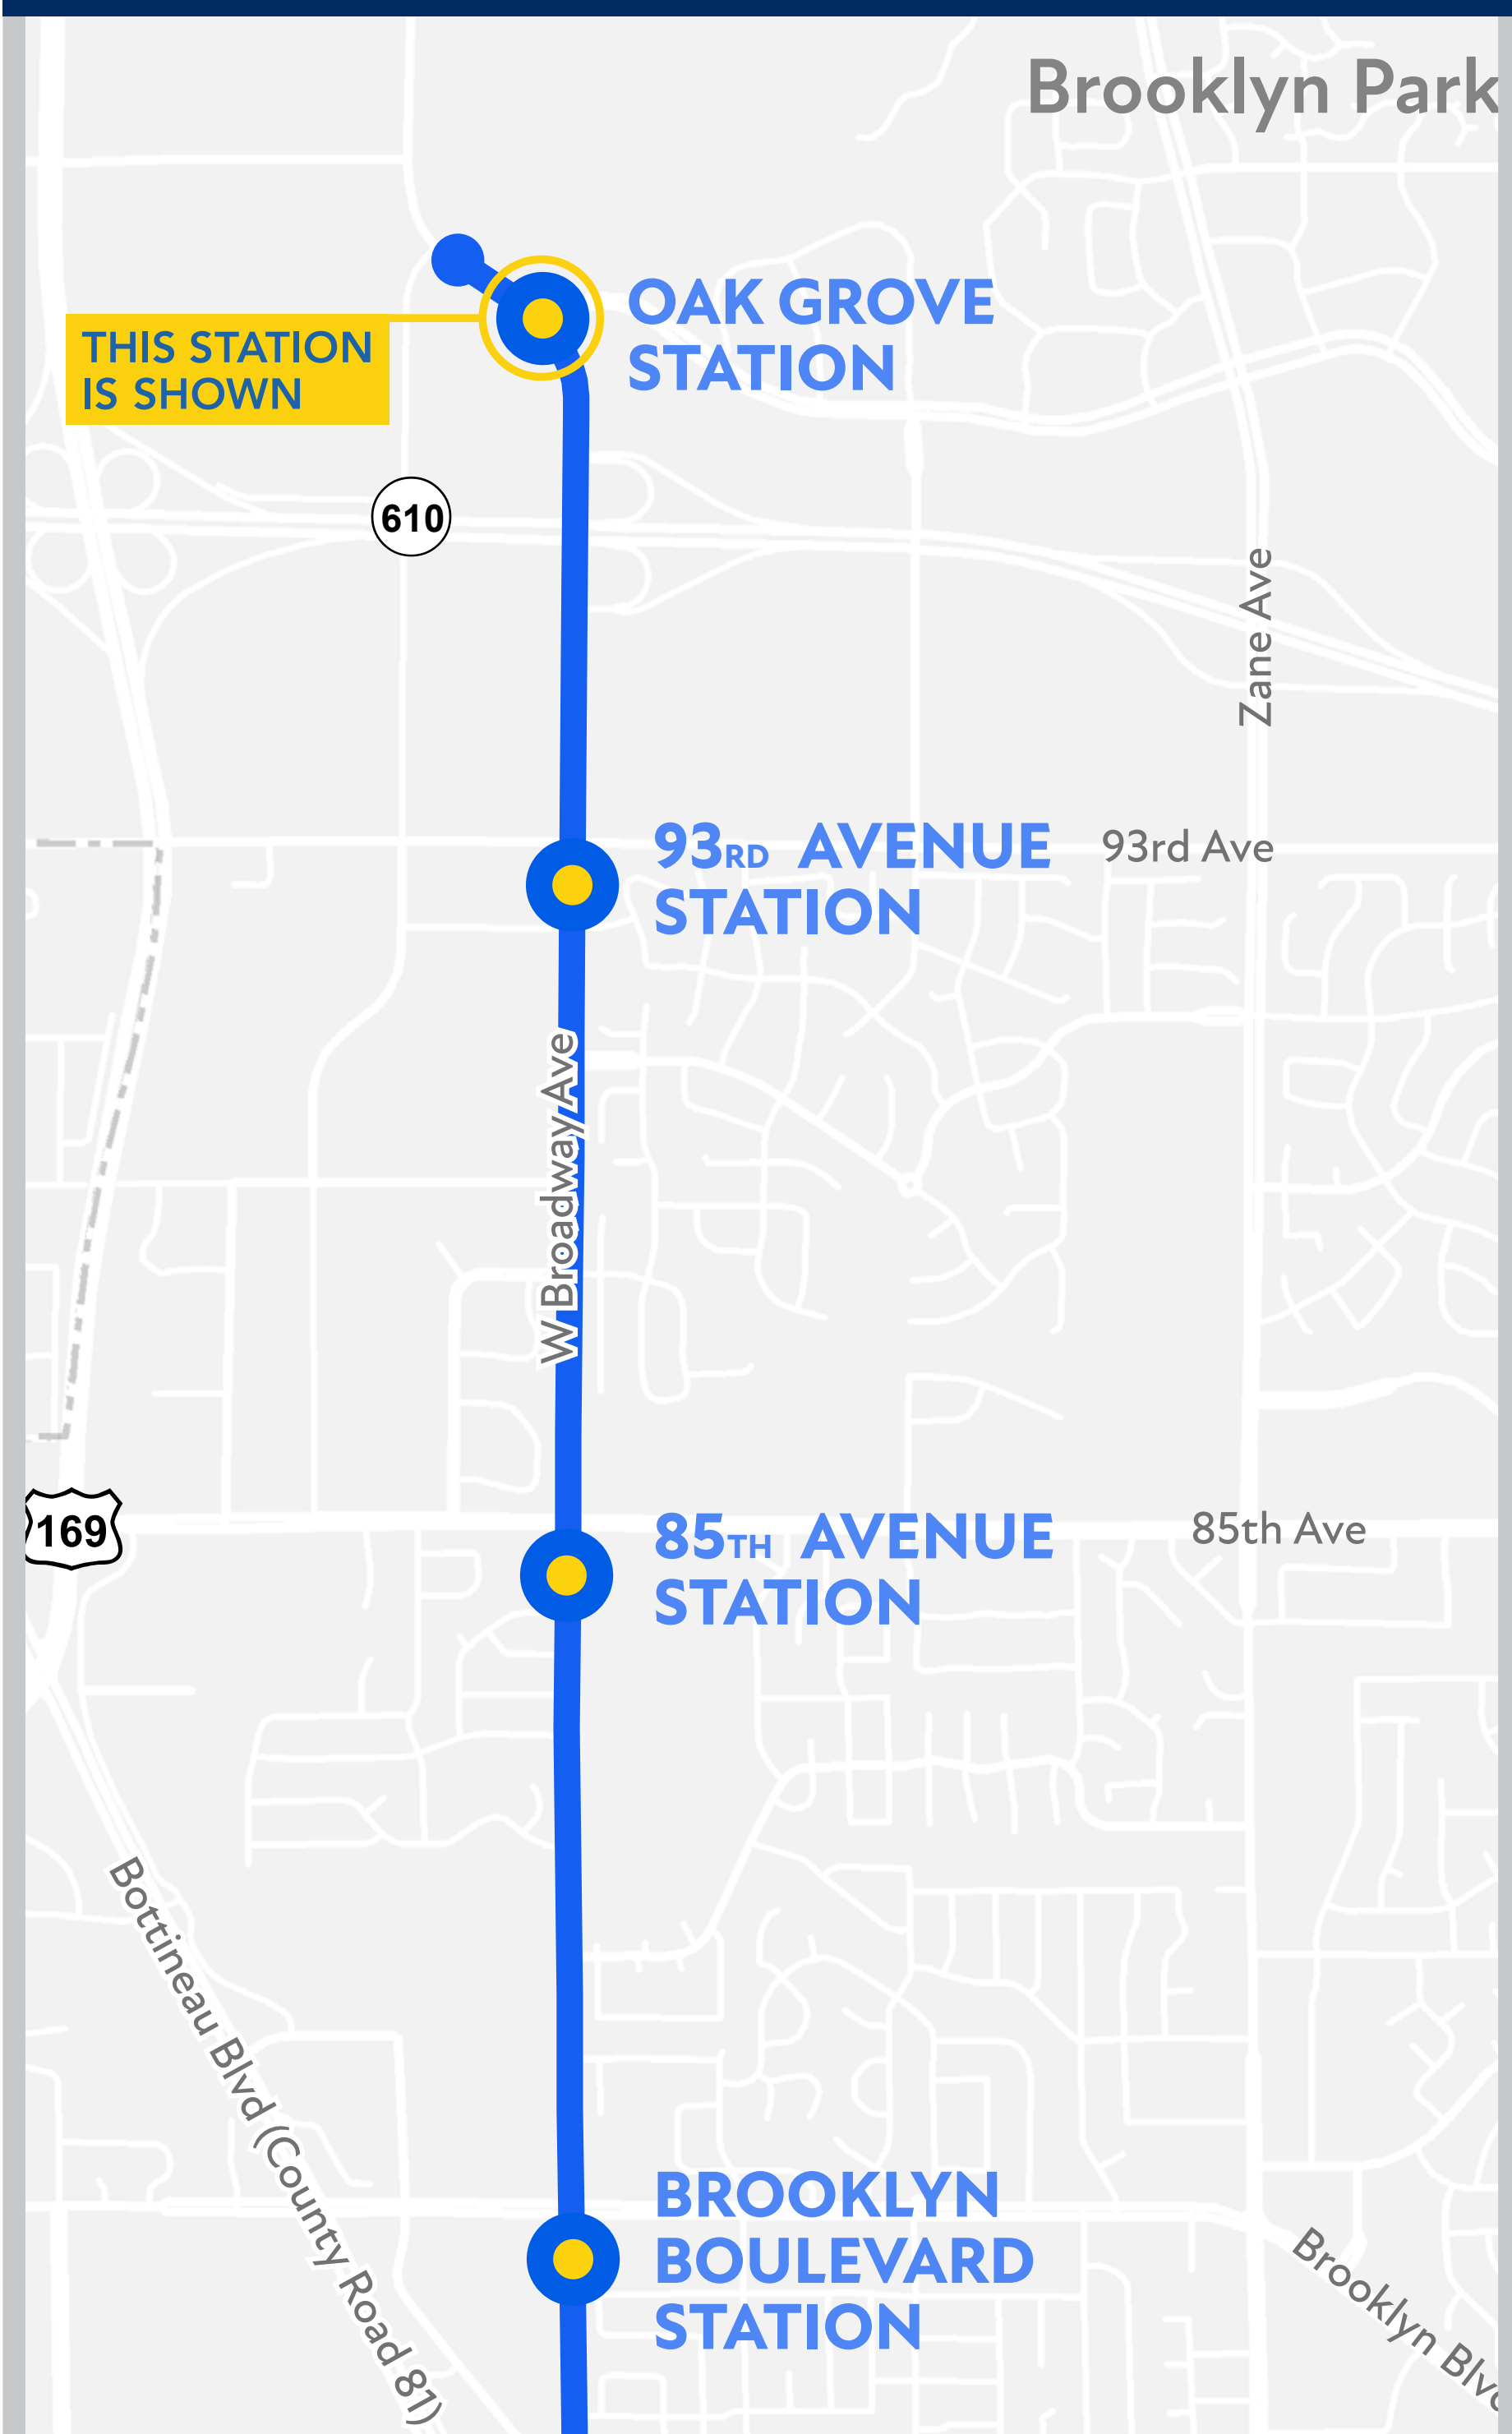 Brooklyn Park
OAK GROVE
STATION
THIS STATION
IS SHOWN
610
Zane Ave
93RD AVENUE
STATION
93rd Ave
W Broadway Ave
169
85TH AVENUE
STATION
85th Ave
Bottineau Blvd (County Road 81)
BROOKLYN
BOULEVARD
STATION
Brooklyn Blvd